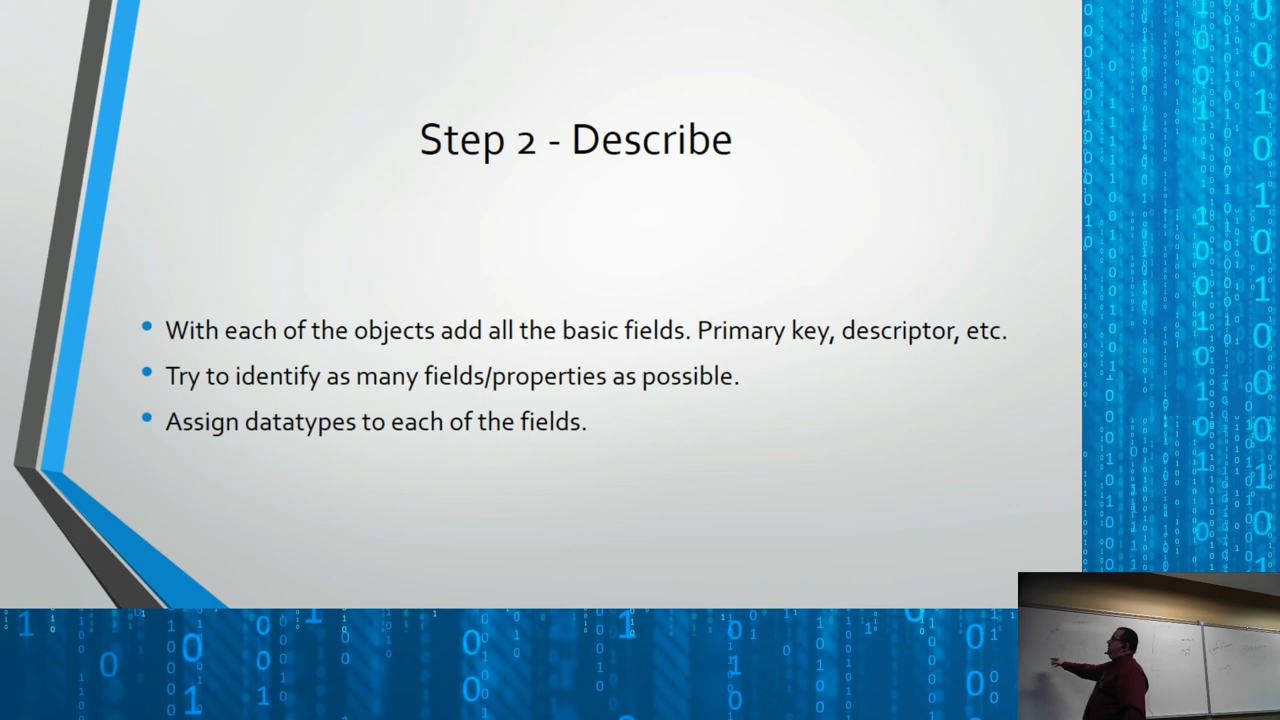 Step 2 - Describe
With each of the objects add all the basic fields. Primary key, descriptor, etc.
Try to identify as many fields/properties as possible.
Assign datatypes to each of the fields.